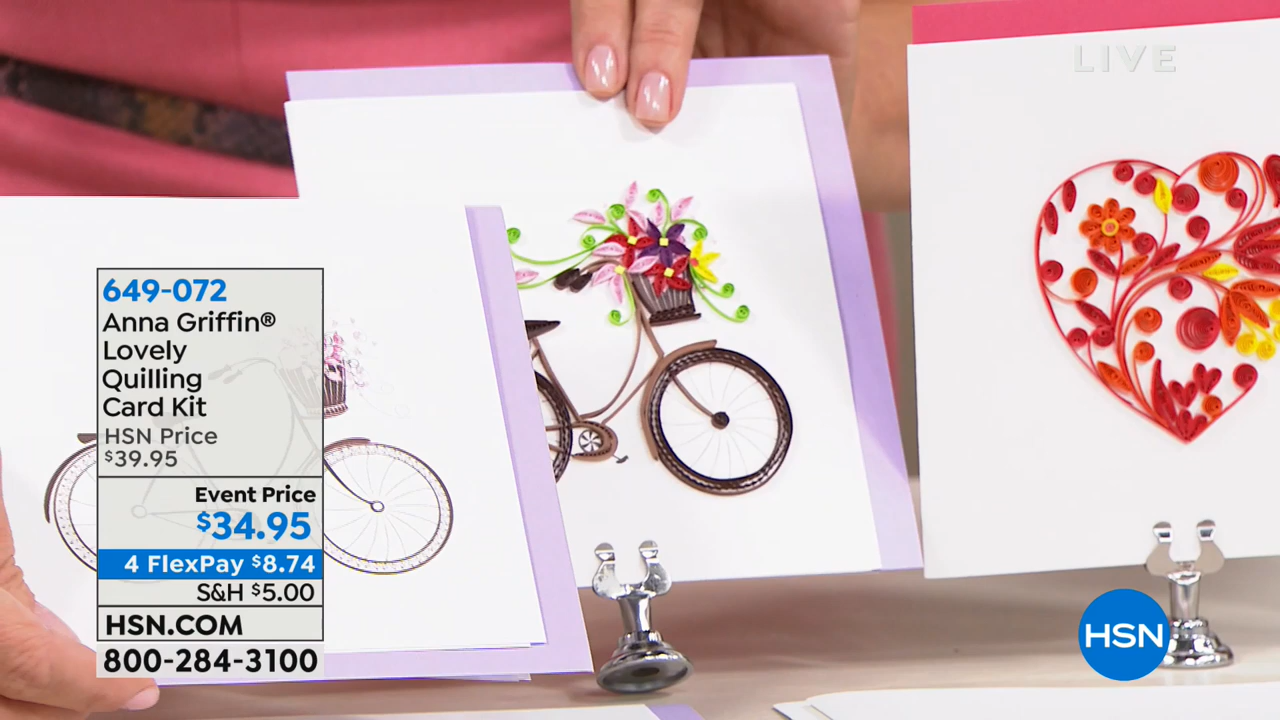 LIVE
649-072
Anna Griffin®
Lovely
Quilling
Card Kit
HSN Price
$39.95
Event Price
$34.95
4 FlexPay $8.74
S&H $5.00
HSN.COM
800-284-3100
HSN